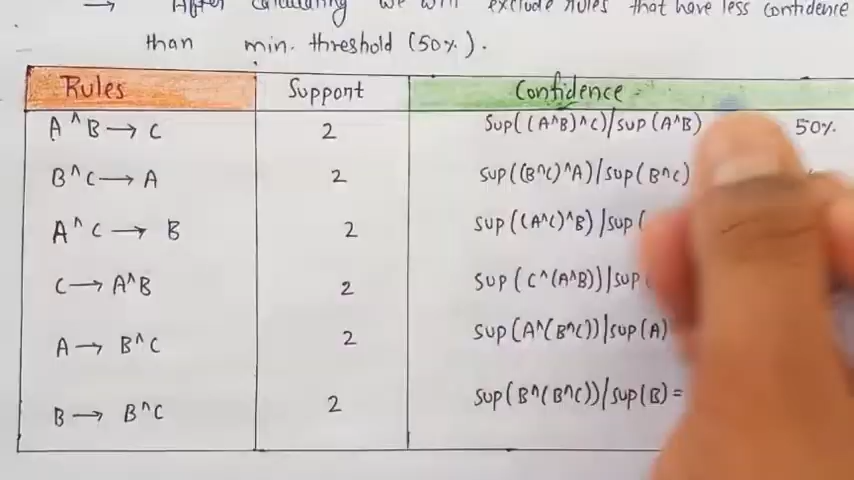 → After calculating we will exclude rules that have less confidence
than min. threshold (50%).
Rules Support Confidence
A^B → C 2 Sup((A^B)^C)/sup(A^B) 50%
B^C → A 2 Sup((B^C)^A)/sup(B^C)
A^C → B 2 Sup((A^C)^B)/sup(
C → A^B 2 Sup(C^(A^B))/sup
A → B^C 2 Sup(A^(B^C))/sup(A)
B → B^C 2 Sup(B^(B^C))/sup(B) =